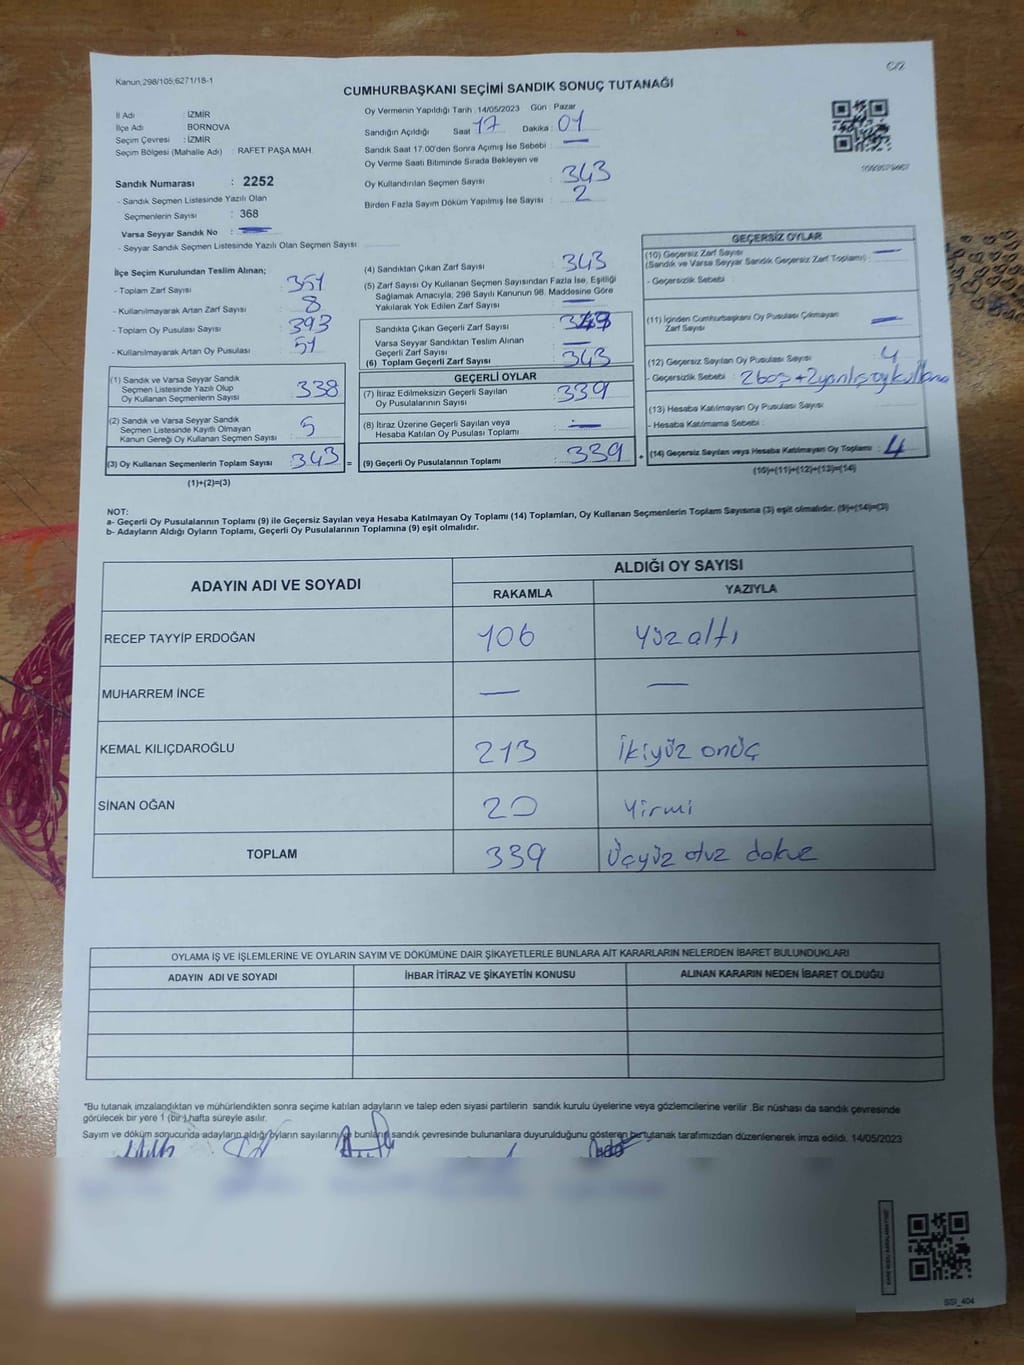 Kanun,298/105;6271/18-1
C/2
CUMHURBAŞKANI SEÇİMİ SANDIK SONUÇ TUTANAĞI
İl Adı : İZMİR
İlçe Adı : BORNOVA
Seçim Çevresi : İZMİR
Seçim Bölgesi (Mahalle Adı) : RAFET PAŞA MAH
Sandık Numarası : 2252
- Sandık Seçmen Listesinde Yazılı Olan
Seçmenlerin Sayısı : 368
Varsa Seyyar Sandık No : —
- Seyyar Sandık Listesinde Yazılı Olan Seçmen Sayısı
Oy Vermenin Yapıldığı Tarih : 14/05/2023 Gün : Pazar
Sandığın Açıldığı Saat : 17 Dakika : 01
Sandık Saat 17.00'den Sonra Açımış İse Sebebi : —
Oy Verme Saati Bitiminde Sırada Bekleyen ve
Oy Kullandırılan Seçmen Sayısı : 343
Birden Fazla Sayım Döküm Yapılmış İse Sayısı : 2
İlçe Seçim Kurulundan Teslim Alınan;
- Toplam Zarf Sayısı : 351
- Kullanılmayarak Artan Zarf Sayısı : 8
- Toplam Oy Pusulası Sayısı : 393
- Kullanılmayarak Artan Oy Pusulası : 51
(1) Sandık ve Varsa Seyyar Sandık
Seçmen Listesinde Yazılı Olup
Oy Kullanan Seçmenlerin Sayısı : 338
(2) Sandık ve Varsa Seyyar Sandık
Seçmen Listesinde Kayıtlı Olmayan
Kanun Gereği Oy Kullanan Seçmen Sayısı : 5
(3) Oy Kullanan Seçmenlerin Toplam Sayısı : 343 =
(1)+(2)=(3)
(4) Sandıktan Çıkan Zarf Sayısı : 343
(5) Zarf Sayısı Oy Kullanan Seçmen Sayısından Fazla İse, Eşitliği
Sağlamak Amacıyla; 298 Sayılı Kanunun 98. Maddesine Göre
Yakılarak Yok Edilen Zarf Sayısı : —
Sandıkta Çıkan Geçerli Zarf Sayısı : 343
Varsa Seyyar Sandıktan Teslim Alınan
Geçerli Zarf Sayısı : —
(6) Toplam Geçerli Zarf Sayısı : 343
GEÇERLİ OYLAR
(7) İtiraz Edilmeksizin Geçerli Sayılan
Oy Pusulalarının Sayısı : 339
(8) İtiraz Üzerine Geçerli Sayılan veya
Hesaba Katılan Oy Pusulası Toplamı : —
(9) Geçerli Oy Pusulalarının Toplamı : 339 +
GEÇERSİZ OYLAR
(10) Geçersiz Zarf Sayısı
(Sandık ve Varsa Seyyar Sandık Geçersiz Zarf Toplamı) : —
- Geçersizlik Sebebi :
(11) İçinden Cumhurbaşkanı Oy Pusulası Çıkmayan
Zarf Sayısı : —
(12) Geçersiz Sayılan Oy Pusulası Sayısı : 4
- Geçersizlik Sebebi : 2 boş + 2 yanlış oy kullanma
(13) Hesaba Katılmayan Oy Pusulası Sayısı :
- Hesaba Katılmama Sebebi :
(14) Geçersiz Sayılan veya Hesaba Katılmayan Oy Toplamı : 4
(10)+(11)+(12)+(13)=(14)
NOT:
a- Geçerli Oy Pusulalarının Toplamı (9) ile Geçersiz Sayılan veya Hesaba Katılmayan Oy Toplamı (14) Toplamları, Oy Kullanan Seçmenlerin Toplam Sayısına (3) eşit olmalıdır. (9)+(14)=(3)
b- Adayların Aldığı Oyların Toplamı, Geçerli Oy Pusulalarının Toplamına (9) eşit olmalıdır.
ADAYIN ADI VE SOYADI ALDIĞI OY SAYISI
RAKAMLA YAZIYLA
RECEP TAYYİP ERDOĞAN 106 yüz altı
MUHARREM İNCE — —
KEMAL KILIÇDAROĞLU 213 İkiyüz onüç
SİNAN OĞAN 20 yirmi
TOPLAM 339 Üçyüz otuz dokuz
OYLAMA İŞ VE İŞLEMLERİNE VE OYLARIN SAYIM VE DÖKÜMÜNE DAİR ŞİKAYETLERLE BUNLARA AİT KARARLARIN NELERDEN İBARET BULUNDUKLARI
ADAYIN ADI VE SOYADI İHBAR İTİRAZ VE ŞİKAYETİN KONUSU ALINAN KARARIN NEDEN İBARET OLDUĞU
"Bu tutanak imzalandıktan ve mühürlendikten sonra seçime katılan adayların ve talep eden siyasi partilerin sandık kurulu üyelerine veya gözlemcilerine verilir .Bir nüshası da sandık çevresinde
görülecek bir yere 1 (bir ) hafta süreyle asılır.
Sayım ve döküm sonucunda adayların aldığı oyların sayılarını ve bunların sandık çevresinde bulunanlara duyurulduğunu gösteren bu tutanak tarafımızdan düzenlenerek imza edildi. 14/05/2023
SSI_404